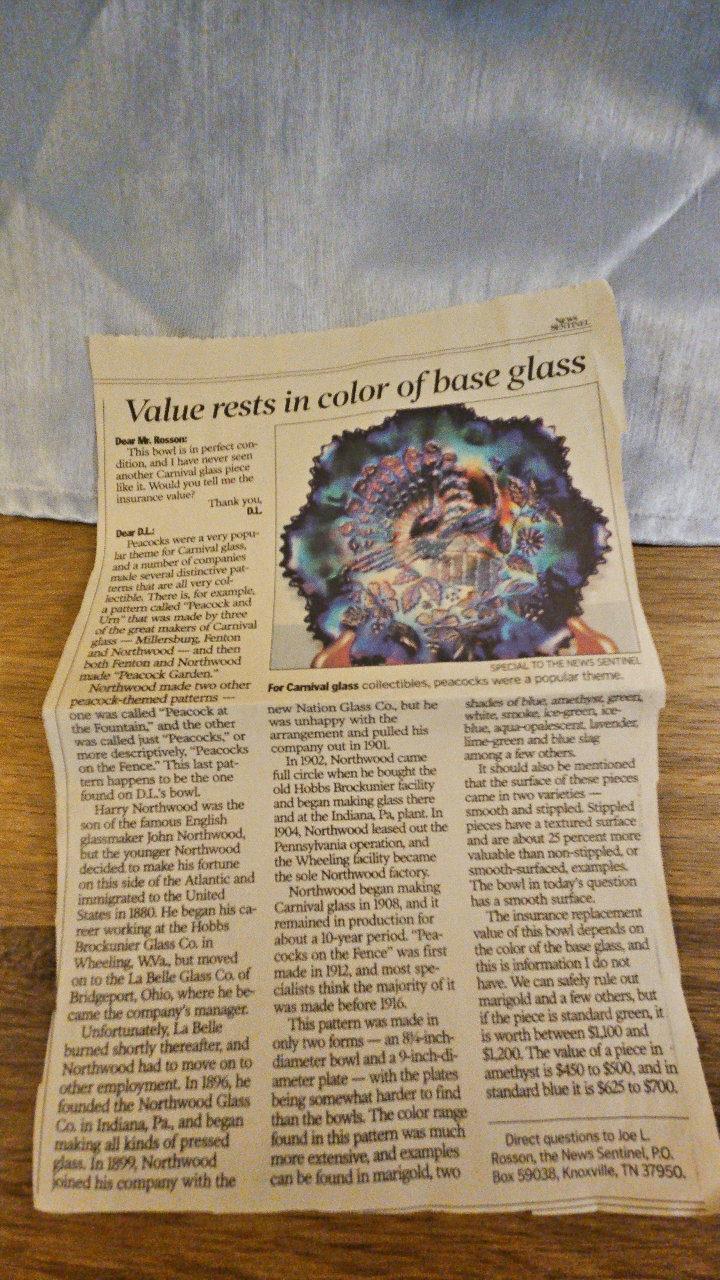 NEWS
SENTINEL
Value rests in color of base glass
Dear Mr. Rosson:
This bowl is in perfect con-
dition, and I have never seen
another Carnival glass piece
like it. Would you tell me the
insurance value?
Thank you,
D.L.
Dear D.L.:
Peacocks were a very popu-
lar theme for Carnival glass,
and a number of companies
made several distinctive pat-
terns that are all very col-
lectible. There is, for example,
a pattern called "Peacock and
Urn" that was made by three
of the great makers of Carnival
glass — Millersburg, Fenton
and Northwood — and then
both Fenton and Northwood
made "Peacock Garden."
Northwood made two other
peacock-themed patterns —
one was called "Peacock at
the Fountain," and the other
was called just "Peacocks," or
more descriptively, "Peacocks
on the Fence." This last pat-
tern happens to be the one
found on D.L.'s bowl.
Harry Northwood was the
son of the famous English
glassmaker John Northwood,
but the younger Northwood
decided to make his fortune
on this side of the Atlantic and
immigrated to the United
States in 1880. He began his ca-
reer working at the Hobbs
Brockunier Glass Co. in
Wheeling, W.Va., but moved
on to the La Belle Glass Co. of
Bridgeport, Ohio, where he be-
came the company's manager.
Unfortunately, La Belle
burned shortly thereafter, and
Northwood had to move on to
other employment. In 1896, he
founded the Northwood Glass
Co. in Indiana, Pa., and began
making all kinds of pressed
glass. In 1899, Northwood
joined his company with the
SPECIAL TO THE NEWS SENTINEL
For Carnival glass collectibles, peacocks were a popular theme.
new Nation Glass Co., but he
was unhappy with the
arrangement and pulled his
company out in 1901.
In 1902, Northwood came
full circle when he bought the
old Hobbs Brockunier facility
and began making glass there
and at the Indiana, Pa, plant. In
1904, Northwood leased out the
Pennsylvania operation, and
the Wheeling facility became
the sole Northwood factory.
Northwood began making
Carnival glass in 1908, and it
remained in production for
about a 10-year period. "Pea-
cocks on the Fence" was first
made in 1912, and most spe-
cialists think the majority of it
was made before 1916.
This pattern was made in
only two forms — an 8¼-inch-
diameter bowl and a 9-inch-di-
ameter plate — with the plates
being somewhat harder to find
than the bowls. The color range
found in this pattern was much
more extensive, and examples
can be found in marigold, two
shades of blue, amethyst, green,
white, smoke, ice-green, ice-
blue, aqua-opalescent, lavender,
lime-green and blue slag
among a few others.
It should also be mentioned
that the surface of these pieces
came in two varieties —
smooth and stippled. Stippled
pieces have a textured surface
and are about 25 percent more
valuable than non-stippled, or
smooth-surfaced, examples.
The bowl in today's question
has a smooth surface.
The insurance replacement
value of this bowl depends on
the color of the base glass, and
this is information I do not
have. We can safely rule out
marigold and a few others, but
if the piece is standard green, it
is worth between $1,100 and
$1,200. The value of a piece in
amethyst is $450 to $500, and in
standard blue it is $625 to $700.
Direct questions to Joe L.
Rosson, the News Sentinel, P.O.
Box 59038, Knoxville, TN 37950.